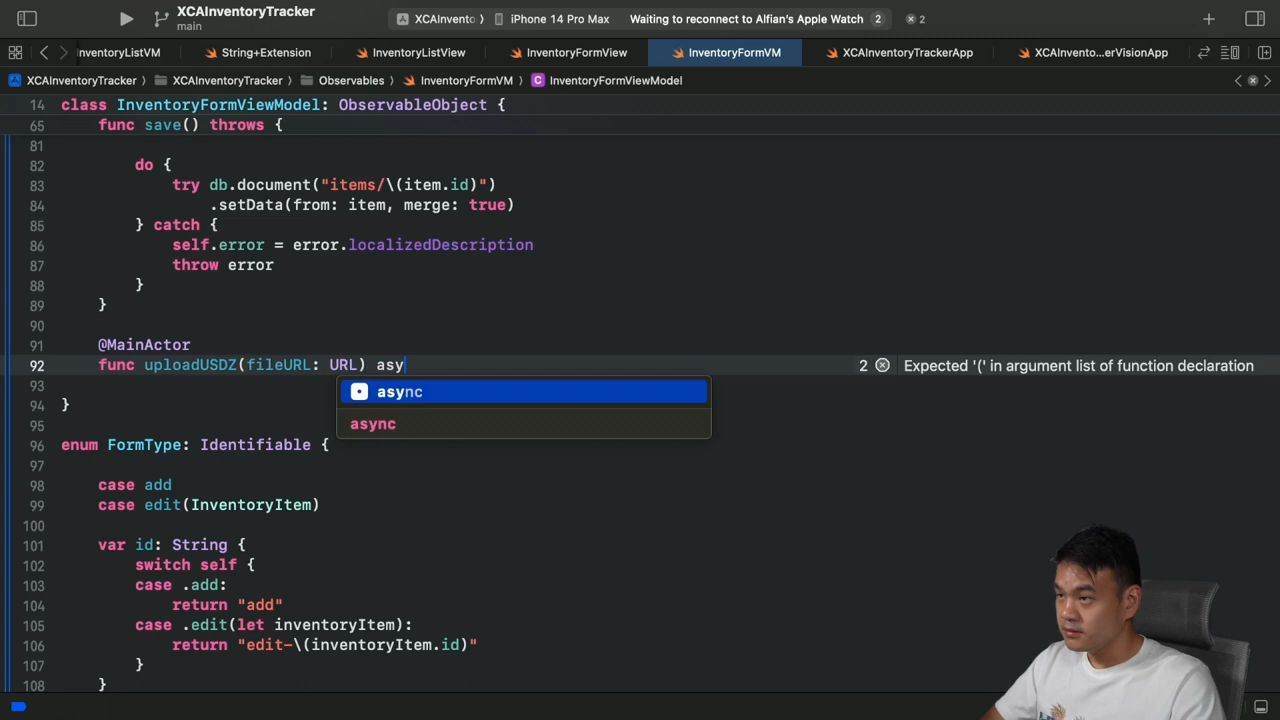 XCAInventoryTracker
main
XCAInvento 〉 iPhone 14 Pro Max Waiting to reconnect to Alfian's Apple Watch 2 2
nventoryListVM String+Extension InventoryListView InventoryFormView InventoryFormVM XCAInventoryTrackerApp XCAInvento...erVisionApp
XCAInventoryTracker 〉 XCAInventoryTracker 〉 Observables 〉 InventoryFormVM 〉 C InventoryFormViewModel
14 class InventoryFormViewModel: ObservableObject {
65 func save() throws {
81
82 do {
83 try db.document("items/\(item.id)")
84 .setData(from: item, merge: true)
85 } catch {
86 self.error = error.localizedDescription
87 throw error
88 }
89 }
90
91 @MainActor
92 func uploadUSDZ(fileURL: URL) asy 2 Expected '(' in argument list of function declaration
93 async
94 }
95 async
96 enum FormType: Identifiable {
97
98 case add
99 case edit(InventoryItem)
100
101 var id: String {
102 switch self {
103 case .add:
104 return "add"
105 case .edit(let inventoryItem):
106 return "edit-\(inventoryItem.id)"
107 }
108 }